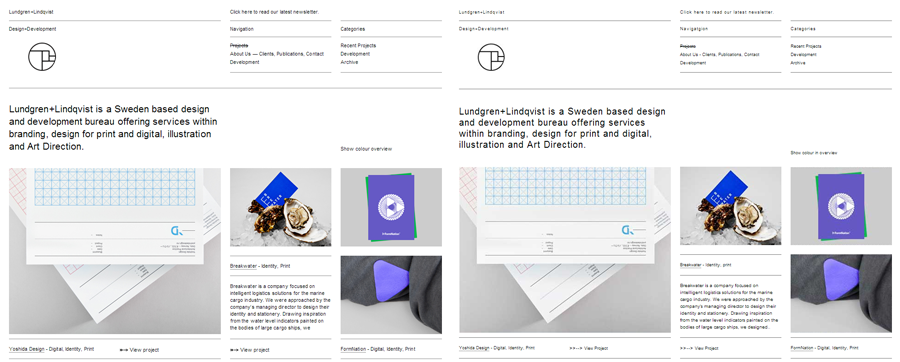 Lundgren+Lindqvist
Click here to read our latest newsletter.
Design+Development
Navigation
Categories
Projects
About Us — Clients, Publications, Contact
Development
Recent Projects
Development
Archive
Lundgren+Lindqvist is a Sweden based design
and development bureau offering services within
branding, design for print and digital, illustration
and Art Direction.
Show colour overview
Breakwater - Identity, Print
Breakwater is a company focused on
intelligent logistics solutions for the marine
cargo industry. We were approached by the
company's managing director to design their
identity and stationery. Drawing inspiration
from the water level indicators painted on
the bodies of large cargo ships, we
Yoshida Design - Digital, Identity, Print
View project
View project
FormNation - Digital, Identity, Print
Lundgren+Lindqvist
Click here to read our latest newsletter.
Design+Development
Navigatgion
Categories
Projects
About Us - Clients, Publications, Contact
Development
Recent Projects
Development
Archive
Lundgren+Lindqvist is a Sweden based design
and development bureau offering services
within branding, design for print and digital,
illustration and Art Direction.
Show colour in overview
Breakwater - Identity, print
Breakwater is a company focused on
intelligent logistics solutions for the marine
cargo industry. We were approached by the
company's managing director to design their
identity and stationery. Drawing inspiration
from the water level indicators painted on the
bodies of large cargo ships, we designed.
Yoshida Design - Digital, Identity, Print
>>--> View Project
>>--> View Project
FormNation - Digital, Identity, Print